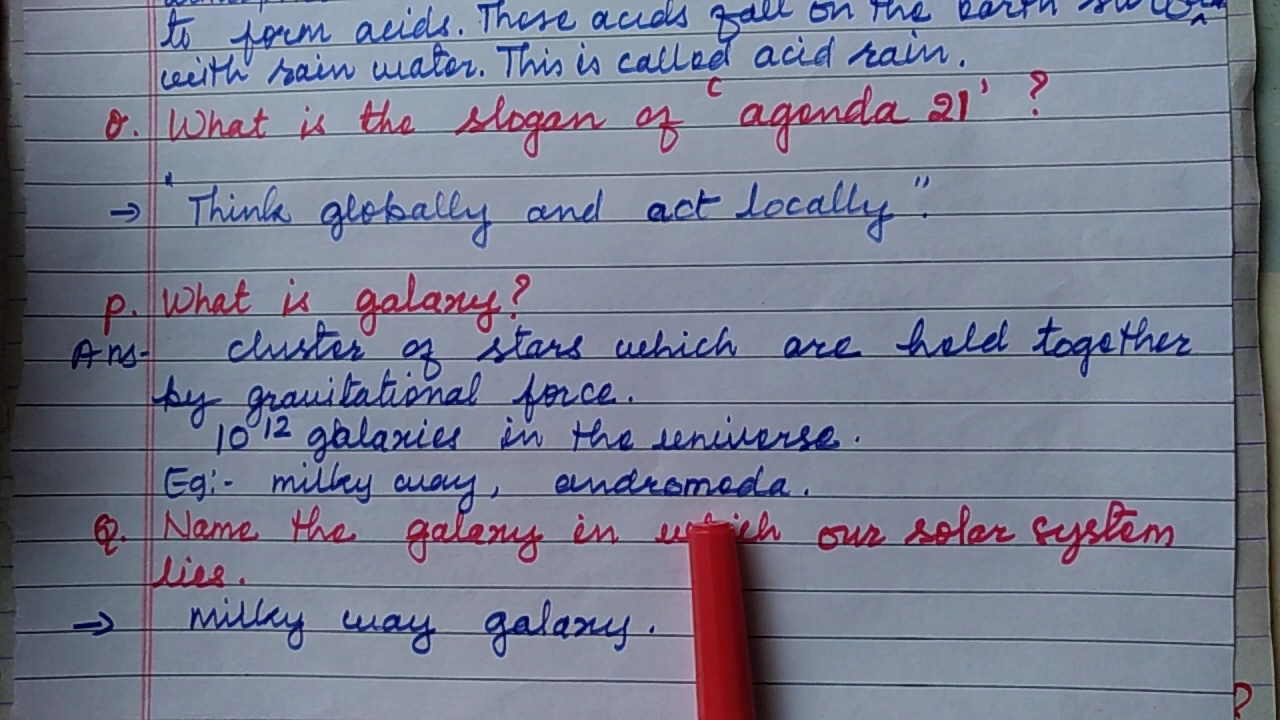 to form acids. These acids fall on the earth
with rain water. This is called acid rain.
o. What is the slogan of ‘agenda 21’ ?
→ "Think globally and act locally".
p. What is galaxy?
Ans- cluster of stars which are held together
by gravitational force.
10^12 galaxies in the universe.
Eg:- milky way, andromeda.
Q. Name the galaxy in which our solar system
lies.
→ milky way galaxy.
?